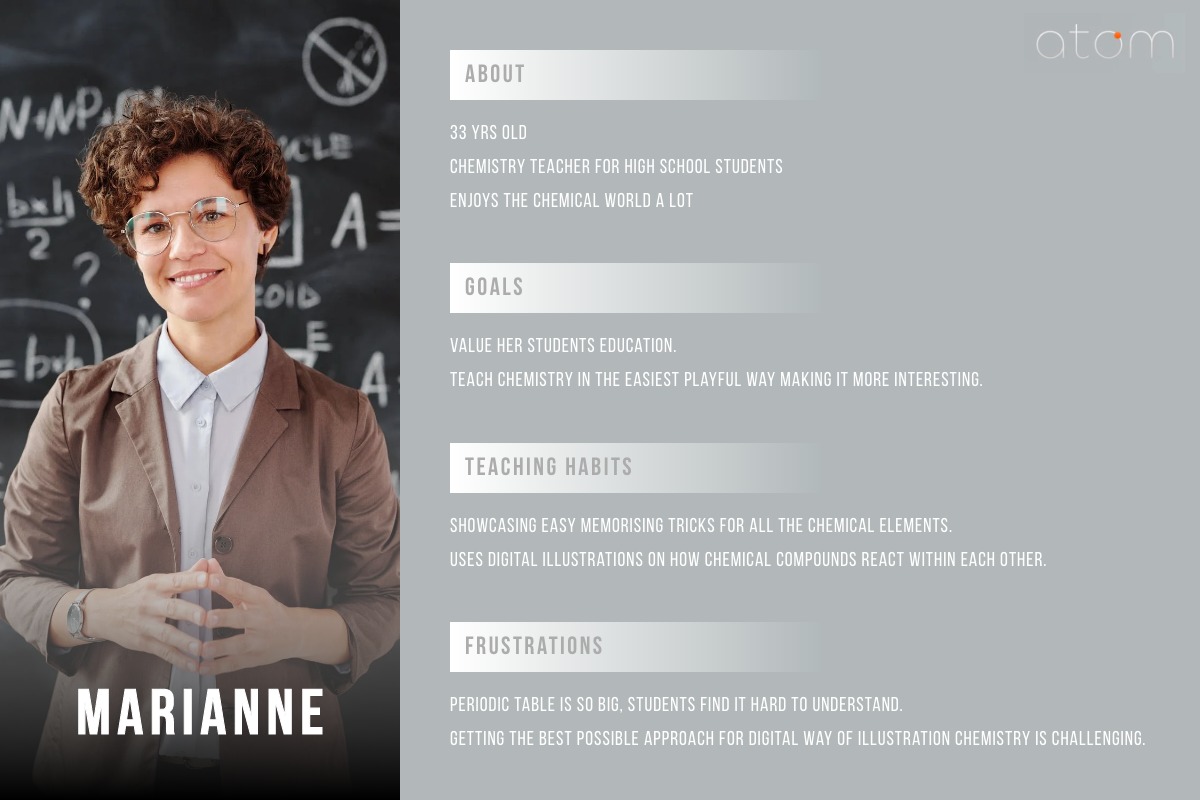 atom
ABOUT
33 YRS OLD
CHEMISTRY TEACHER FOR HIGH SCHOOL STUDENTS
ENJOYS THE CHEMICAL WORLD A LOT
GOALS
VALUE HER STUDENTS EDUCATION.
TEACH CHEMISTRY IN THE EASIEST PLAYFUL WAY MAKING IT MORE INTERESTING.
TEACHING HABITS
SHOWCASING EASY MEMORISING TRICKS FOR ALL THE CHEMICAL ELEMENTS.
USES DIGITAL ILLUSTRATIONS ON HOW CHEMICAL COMPOUNDS REACT WITHIN EACH OTHER.
FRUSTRATIONS
PERIODIC TABLE IS SO BIG, STUDENTS FIND IT HARD TO UNDERSTAND.
GETTING THE BEST POSSIBLE APPROACH FOR DIGITAL WAY OF ILLUSTRATION CHEMISTRY IS CHALLENGING.
MARIANNE
bxh
2
?
A=
= bxh
E
A